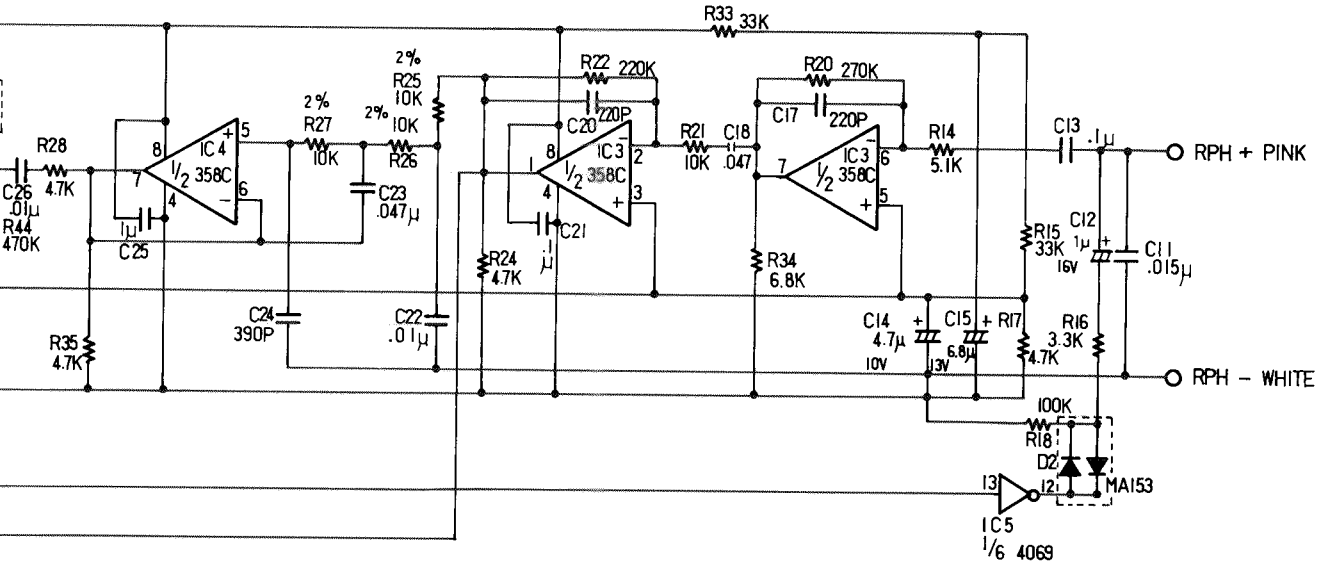 R33 33K
2%
R25
10K
R22 220K
C20 220P
R20 270K
C17 220P
2%
R27
10K
2%
10K
R26
R28
4.7K
C26
.01µ
R44
470K
8
5
+
IC4
1/2 358C
7
4
6
−
1µ
C25
C23
.047µ
8
1
−
IC3
2
1/2 358C
4
3
+
C21
.1µ
R21
10K
C18
.047
7
−
IC3
6
1/2 358C
5
+
R14
5.1K
C13 .1µ
RPH + PINK
R24
4.7K
R34
6.8K
R15
33K
C12
1µ +
16V
C11
.015µ
R35
4.7K
C24
390P
C22
.01µ
C14 +
4.7µ
10V
C15 +
6.8µ
13V
R17
4.7K
R16
3.3K
RPH − WHITE
100K
R18
D2
MA153
13
12
IC5
1/6 4069